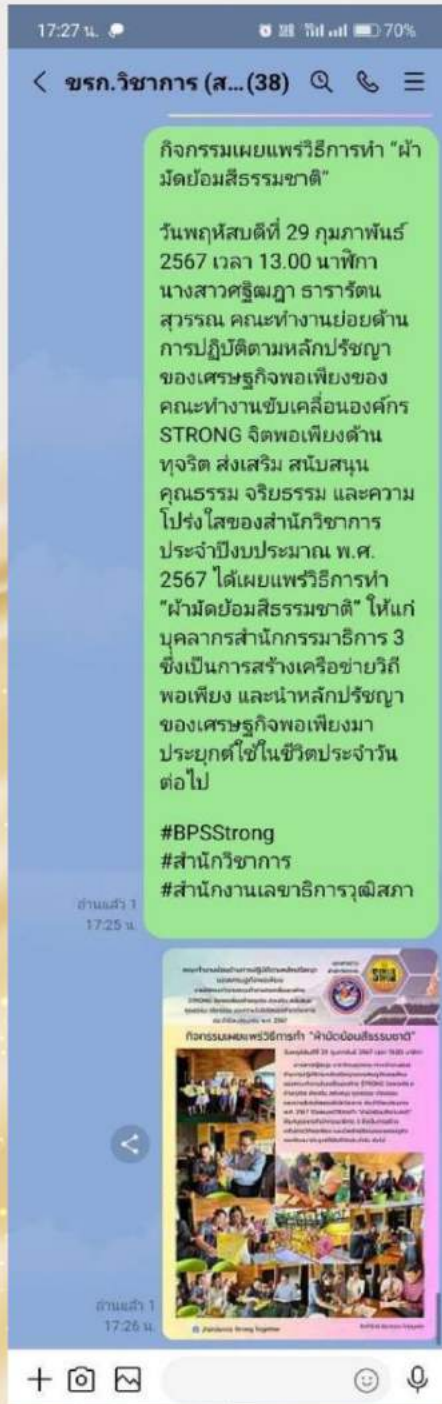 17:27 น.
70%
ขรก.วิชาการ (ส...(38)
กิจกรรมเผยแพร่วิธีการทำ "ผ้า
มัดย้อมสีธรรมชาติ"
วันพฤหัสบดีที่ 29 กุมภาพันธ์
2567 เวลา 13.00 นาฬิกา
นางสาวศฐิฒฎา ธารารัตน
สุวรรณ คณะทำงานย่อยด้าน
การปฏิบัติตามหลักปรัชญา
ของเศรษฐกิจพอเพียงของ
คณะทำงานขับเคลื่อนองค์กร
STRONG จิตพอเพียงด้าน
ทุจริต ส่งเสริม สนับสนุน
คุณธรรม จริยธรรม และความ
โปร่งใสของสำนักวิชาการ
ประจำปีงบประมาณ พ.ศ.
2567 ได้เผยแพร่วิธีการทำ
"ผ้ามัดย้อมสีธรรมชาติ" ให้แก่
บุคลากรสำนักกรรมาธิการ 3
ซึ่งเป็นการสร้างเครือข่ายวิถี
พอเพียง และนำหลักปรัชญา
ของเศรษฐกิจพอเพียงมา
ประยุกต์ใช้ในชีวิตประจำวัน
ต่อไป
#BPSStrong
#สำนักวิชาการ
#สำนักงานเลขาธิการวุฒิสภา
อ่านแล้ว 1
17:25 น.
กิจกรรมเผยแพร่วิธีการทำ "ผ้ามัดย้อมสีธรรมชาติ"
อ่านแล้ว 1
17:26 น.